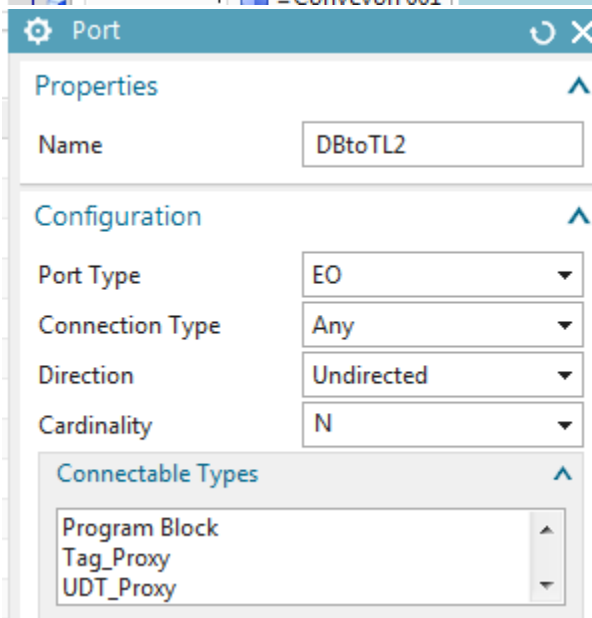 Port
Properties
Name DBtoTL2
Configuration
Port Type EO
Connection Type Any
Direction Undirected
Cardinality N
Connectable Types
Program Block
Tag_Proxy
UDT_Proxy